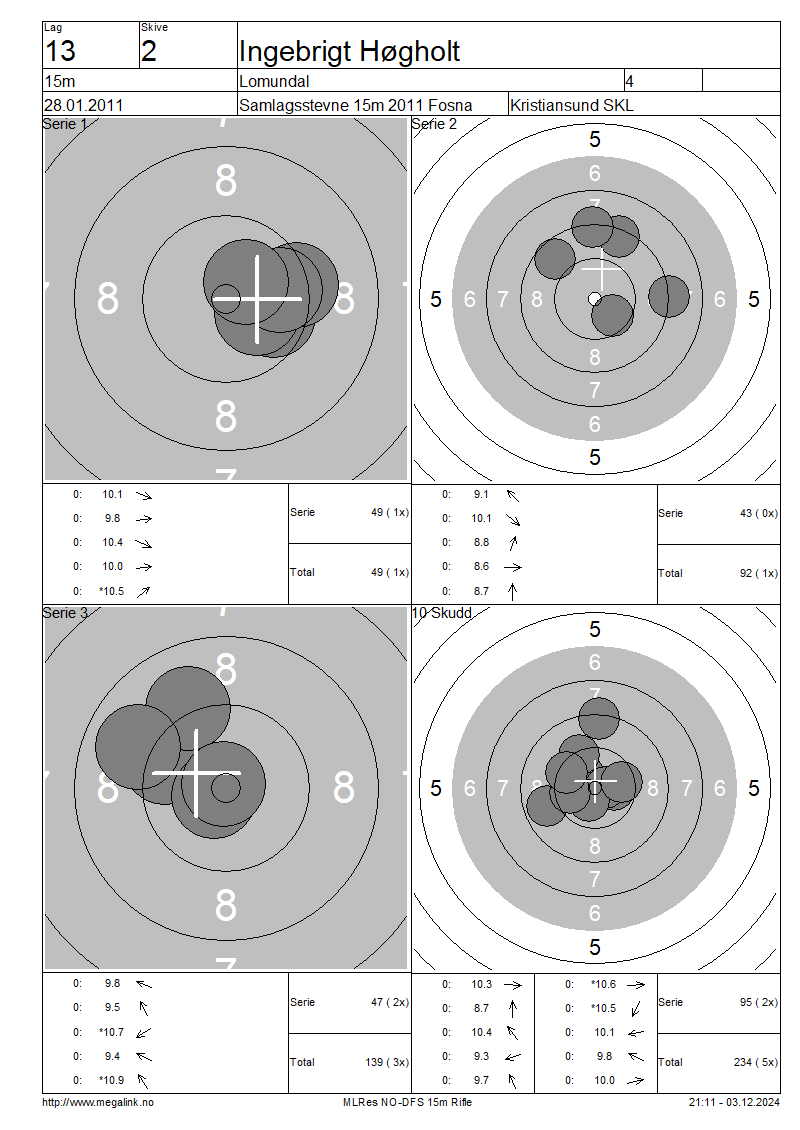 Lag
Skive
13
2
Ingebrigt Høgholt
15m
Lomundal
4
28.01.2011
Samlagsstevne 15m 2011 Fosna
Kristiansund SKL
Serie 1
7
8
7 8 8 7
8
7
Serie 2
5
6
7
5 6 7 8 6 5
8
7
6
5
0: 10.1
0: 9.8
0: 10.4
0: 10.0
0: *10.5
Serie 49 ( 1x)
Total 49 ( 1x)
0: 9.1
0: 10.1
0: 8.8
0: 8.6
0: 8.7
Serie 43 ( 0x)
Total 92 ( 1x)
Serie 3
7
8
7 8 8 7
8
7
10 Skudd
5
6
7
5 6 7 8 8 7 6 5
8
7
6
5
0: 9.8
0: 9.5
0: *10.7
0: 9.4
0: *10.9
Serie 47 ( 2x)
Total 139 ( 3x)
0: 10.3
0: 8.7
0: 10.4
0: 9.3
0: 9.7
0: *10.6
0: *10.5
0: 10.1
0: 9.8
0: 10.0
Serie 95 ( 2x)
Total 234 ( 5x)
http://www.megalink.no
MLRes NO-DFS 15m Rifle
21:11 - 03.12.2024